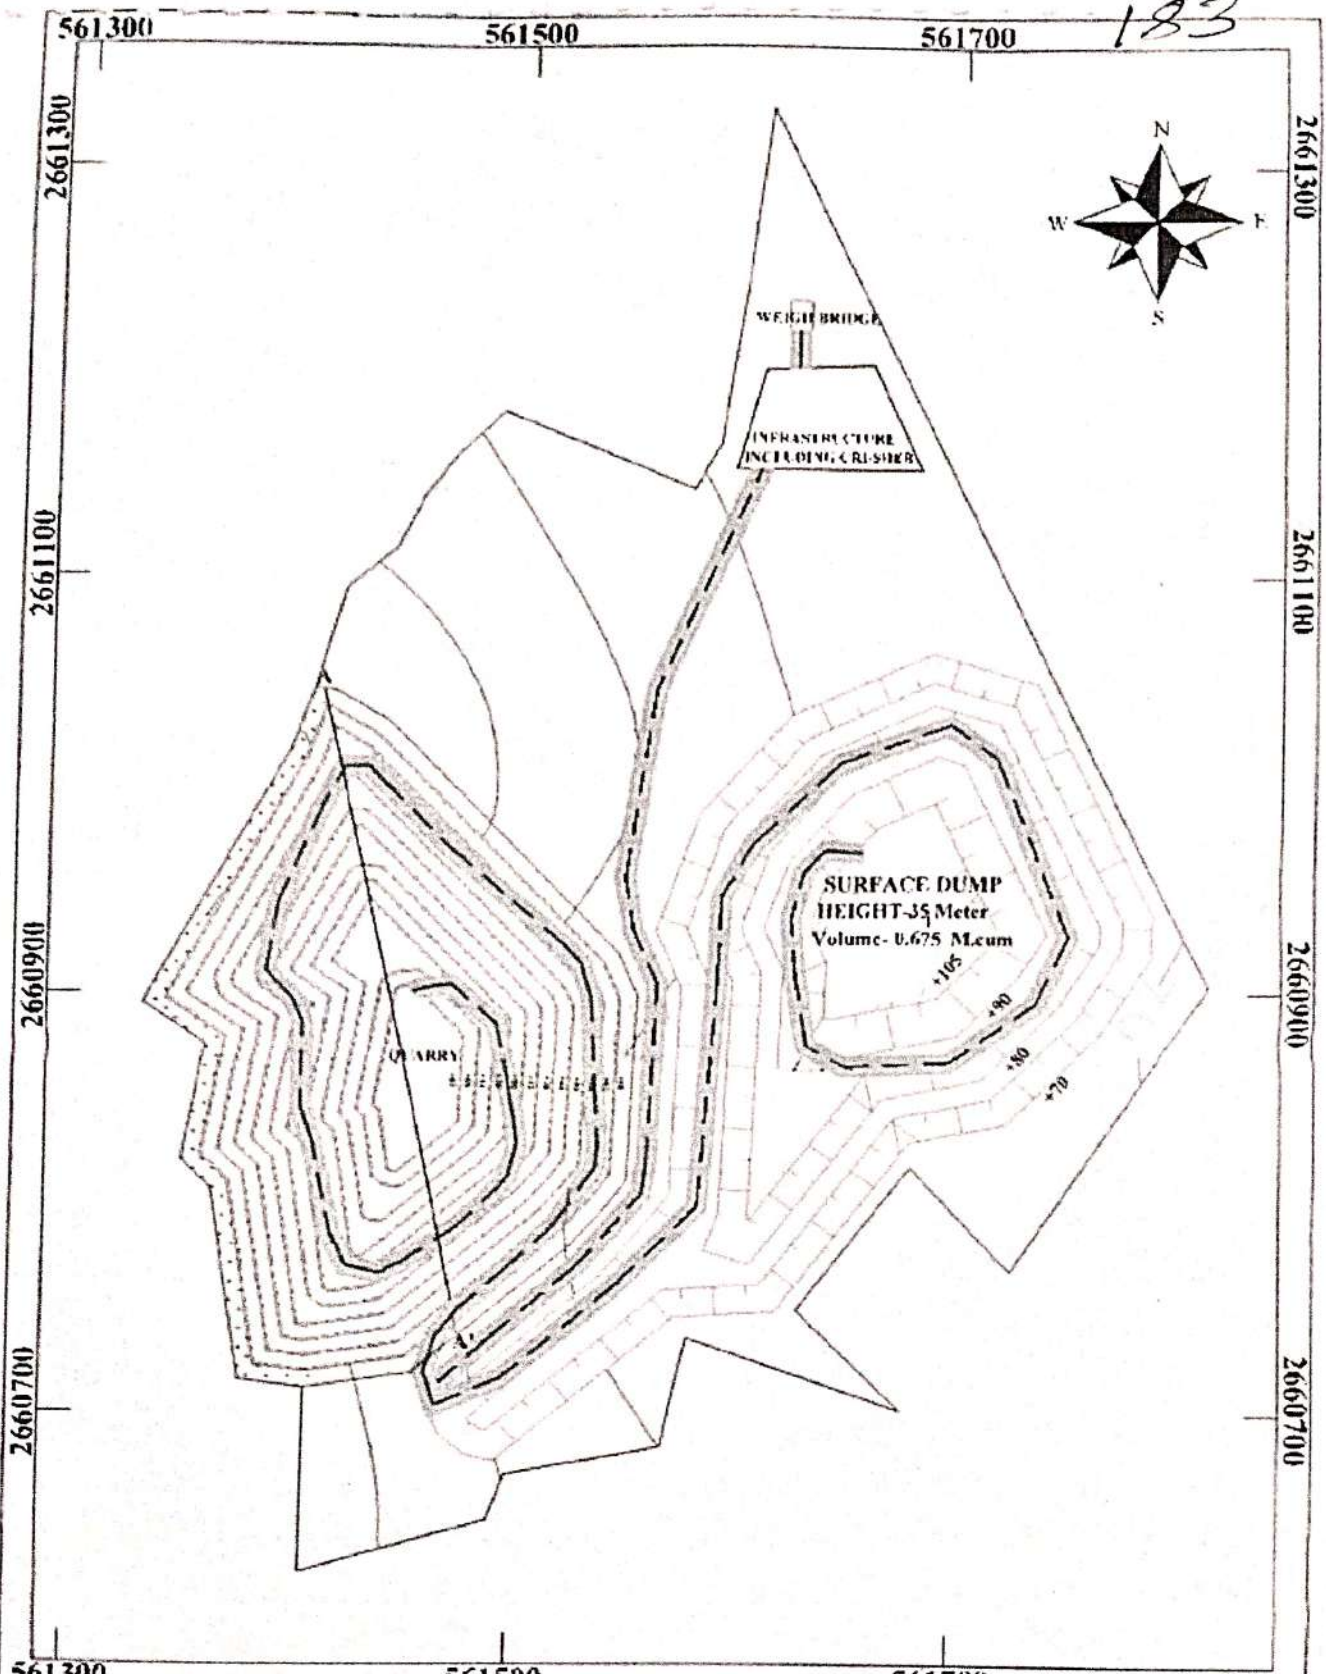 183
561300 561500 561700
2661300
2661300
N
W E
S
WEIGHBRIDGE
INFRASTRUCTURE
INCLUDING CRUSHER
2661100
2661100
SURFACE DUMP
HEIGHT-35 Meter
Volume- 0.675 M.cum
+105
+90
+80
+70
2660900
2660900
QUARRY
2660700
2660700
561300